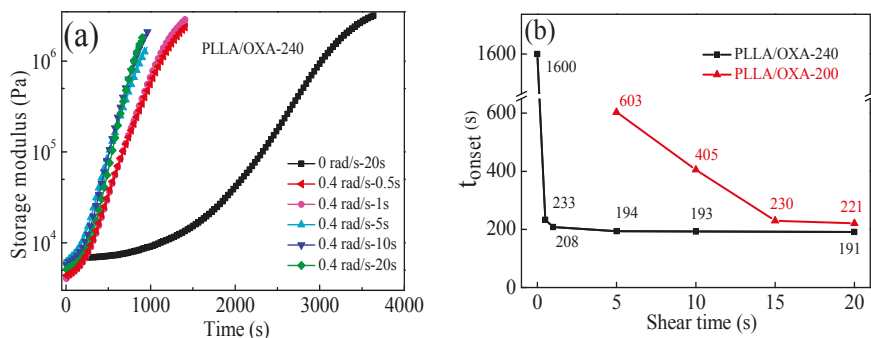 (a)
PLLA/OXA-240
Storage modulus (Pa)
10^6
10^5
10^4
0 rad/s-20s
0.4 rad/s-0.5s
0.4 rad/s-1s
0.4 rad/s-5s
0.4 rad/s-10s
0.4 rad/s-20s
0 1000 2000 3000 4000
Time (s)
(b)
PLLA/OXA-240
PLLA/OXA-200
t_onset (s)
1600
600
400
200
0
1600
603
405
230
221
233
208
194
193
191
0 5 10 15 20
Shear time (s)